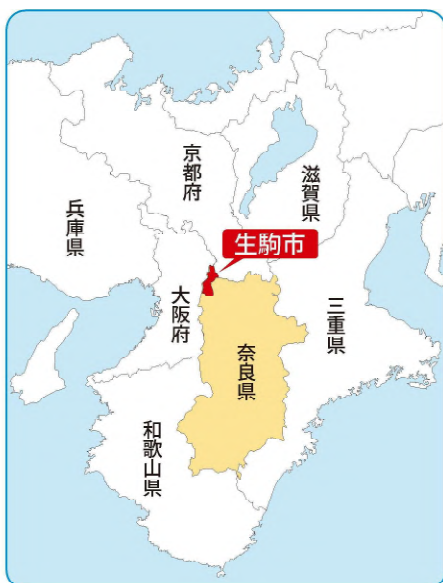 京都府
滋賀県
兵庫県
生駒市
大阪府
三重県
奈良県
和歌山県